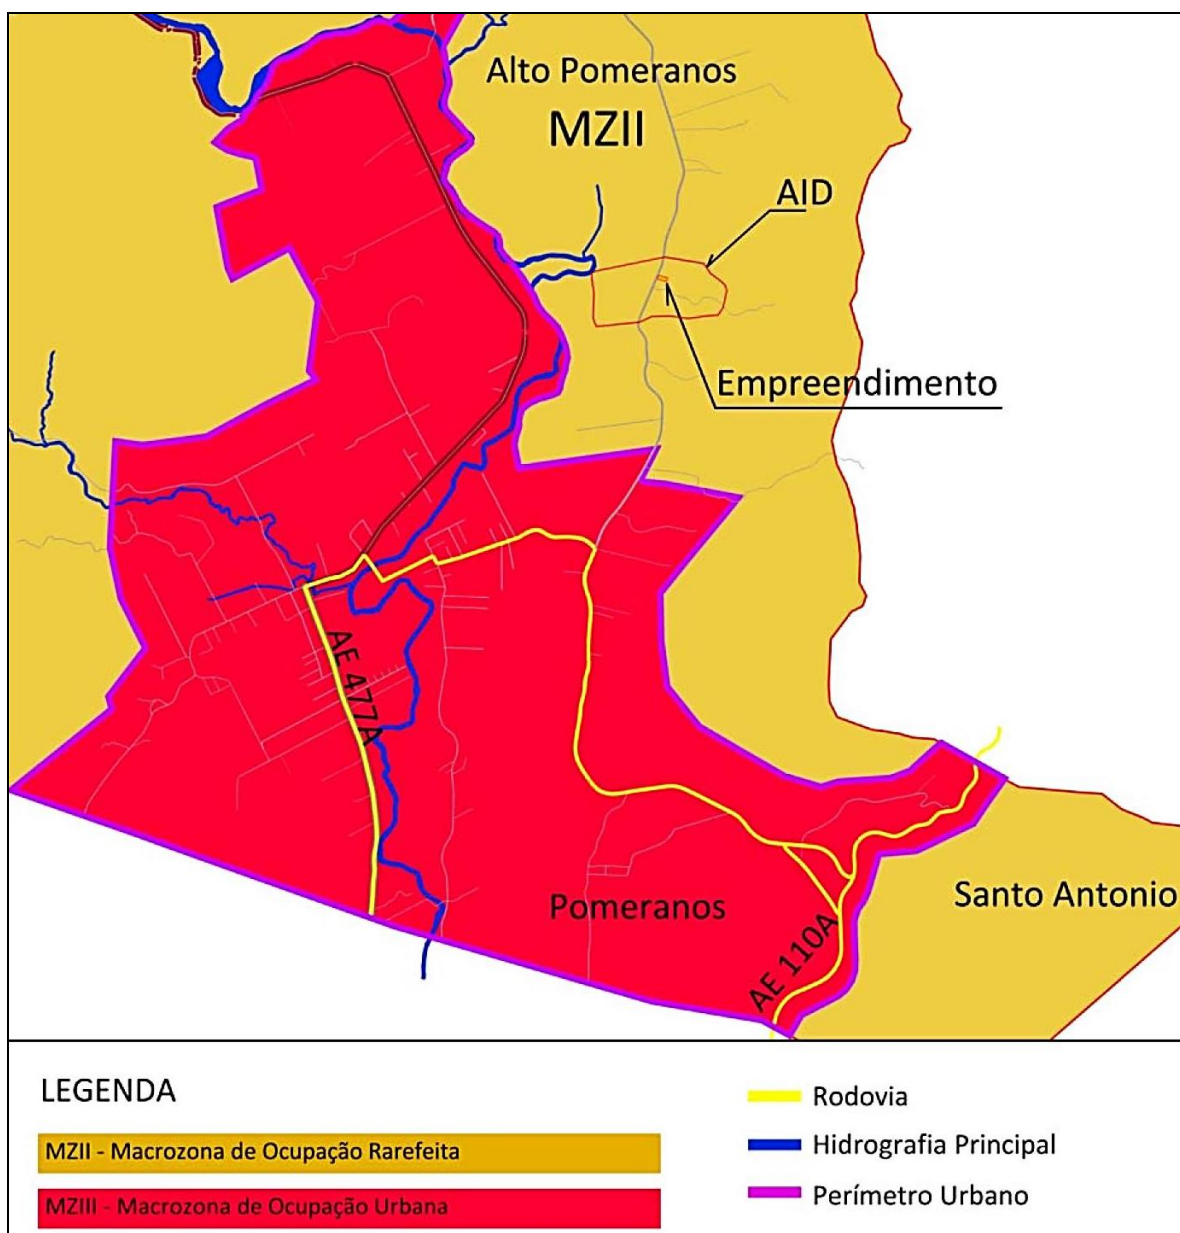 Alto Pomeranos
MZII
AID
Empreendimento
AE 477A
Pomeranos
Santo Antonio
AE 110A
LEGENDA
MZII - Macrozona de Ocupação Rarefeita
MZIII - Macrozona de Ocupação Urbana
Rodovia
Hidrografia Principal
Perímetro Urbano